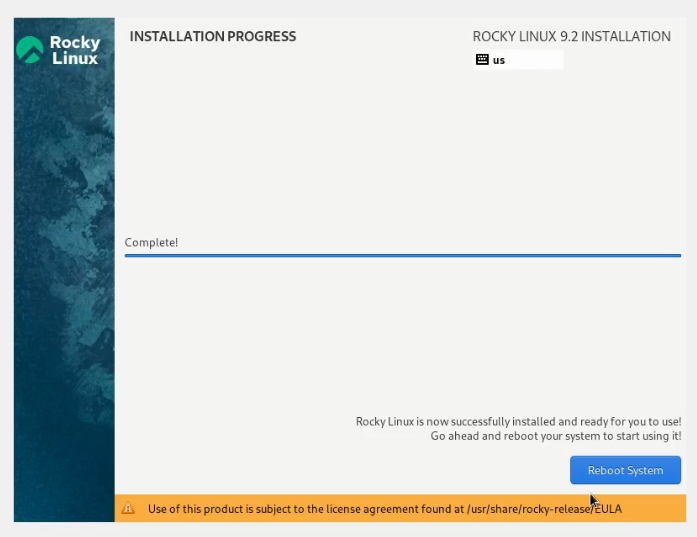 Rocky
Linux
INSTALLATION PROGRESS
ROCKY LINUX 9.2 INSTALLATION
us
Complete!
Rocky Linux is now successfully installed and ready for you to use!
Go ahead and reboot your system to start using it!
Reboot System
Use of this product is subject to the license agreement found at /usr/share/rocky-release/EULA